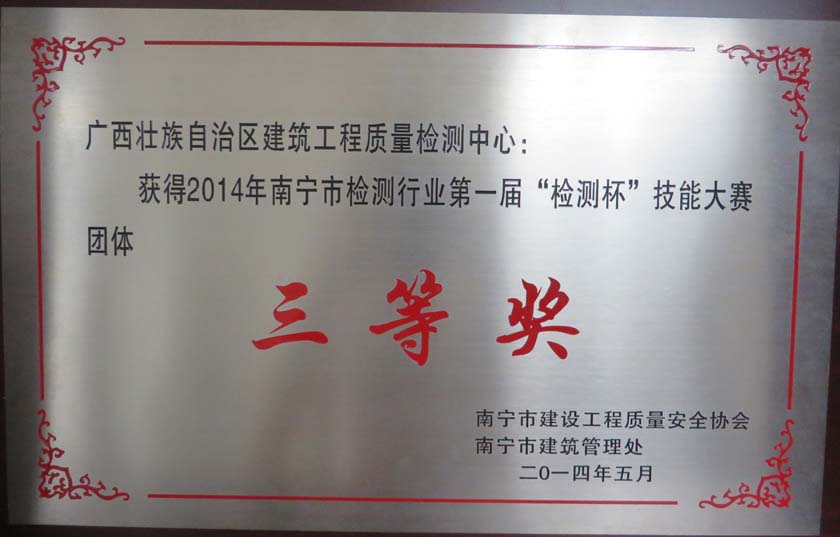 广西壮族自治区建筑工程质量检测中心：
获得2014年南宁市检测行业第一届“检测杯”技能大赛
团体
三等奖
南宁市建设工程质量安全协会
南宁市建筑管理处
二〇一四年五月